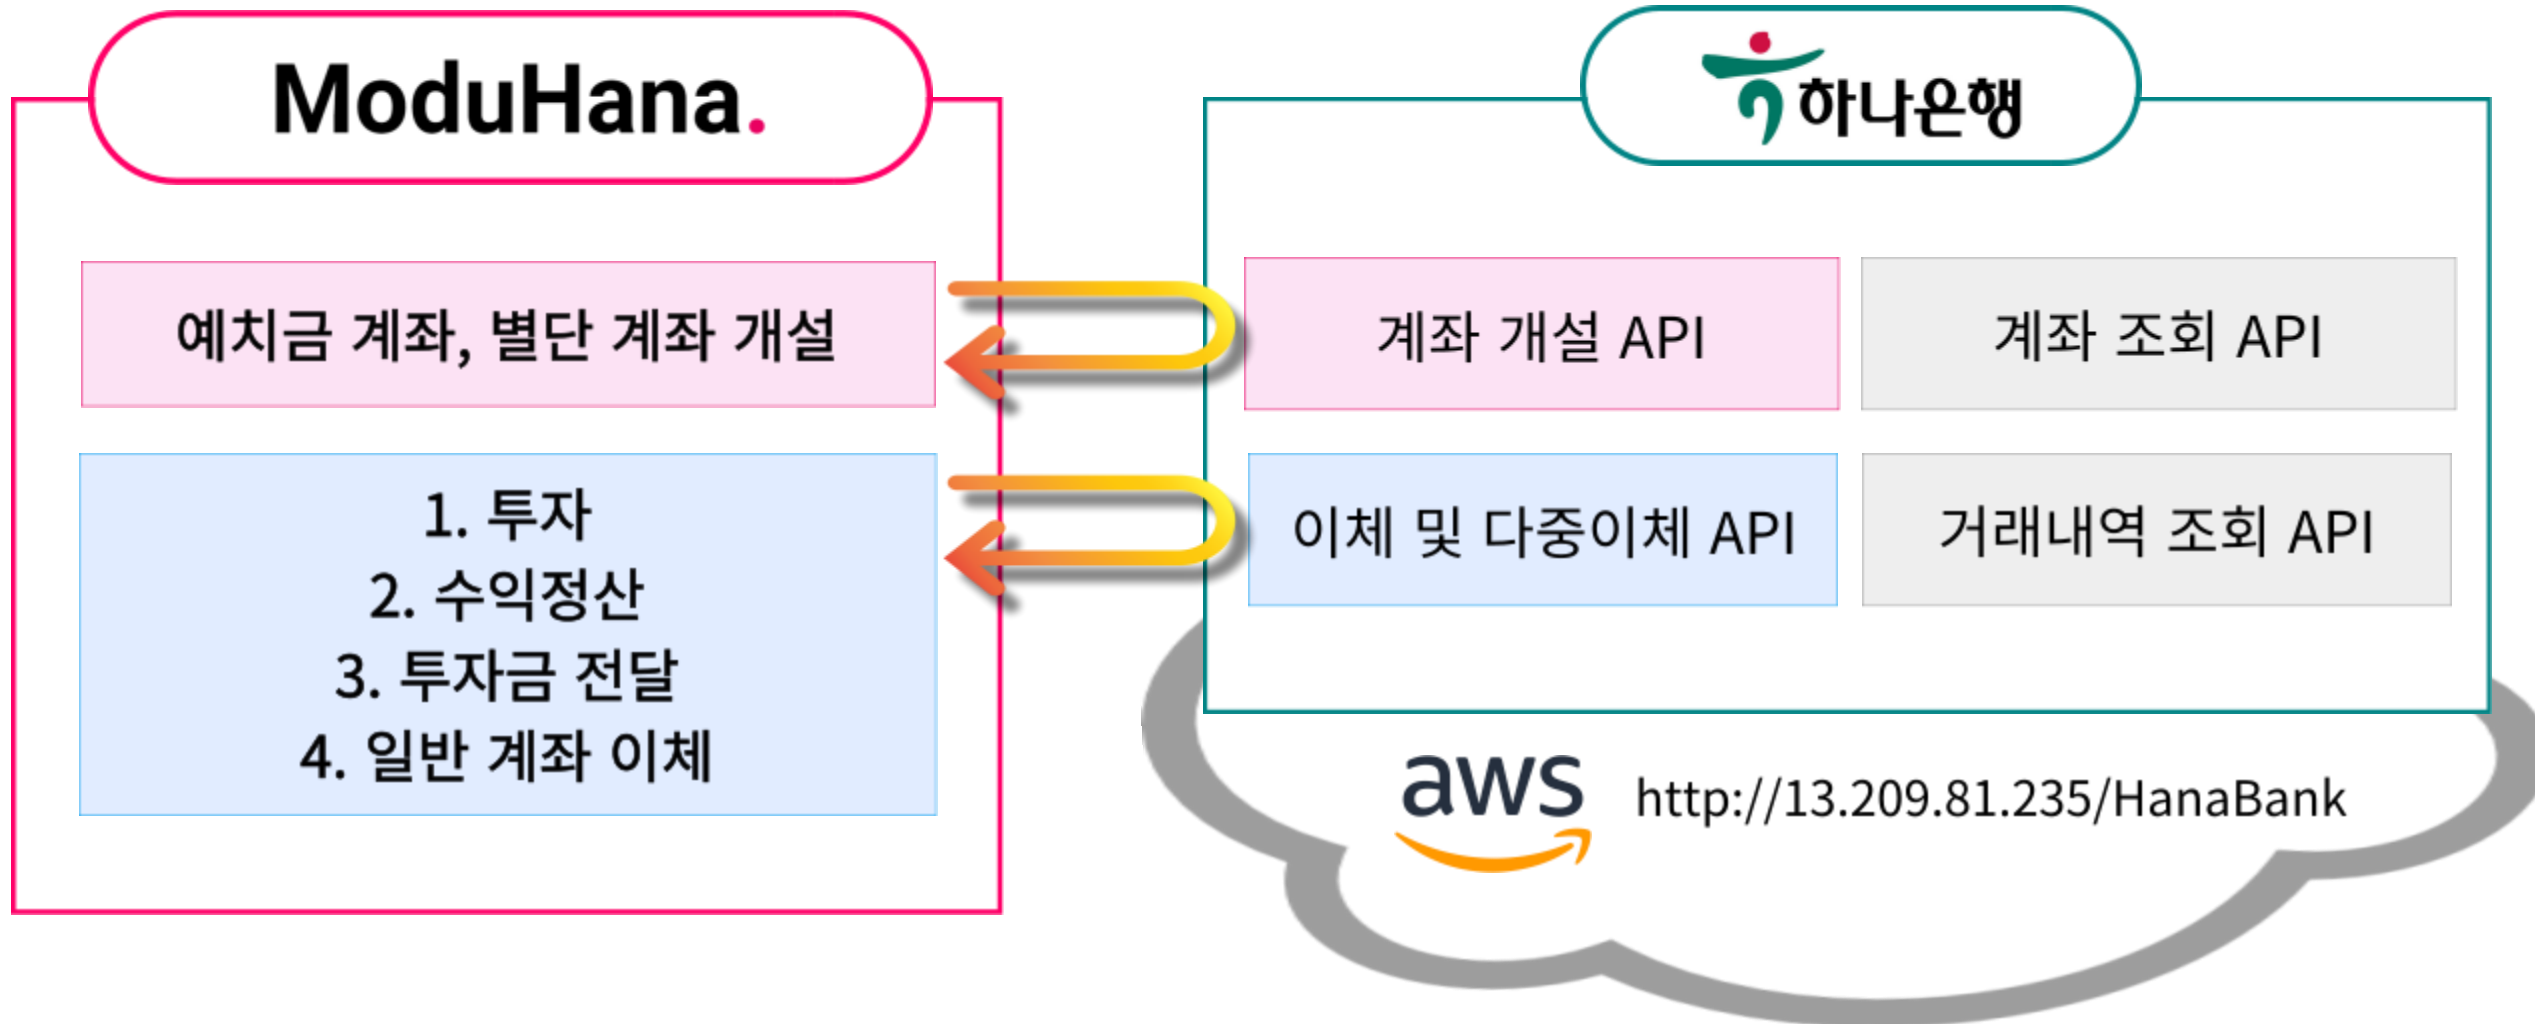 ModuHana.
예치금 계좌, 별단 계좌 개설
1. 투자
2. 수익정산
3. 투자금 전달
4. 일반 계좌 이체
하나은행
계좌 개설 API
계좌 조회 API
이체 및 다중이체 API
거래내역 조회 API
aws
http://13.209.81.235/HanaBank